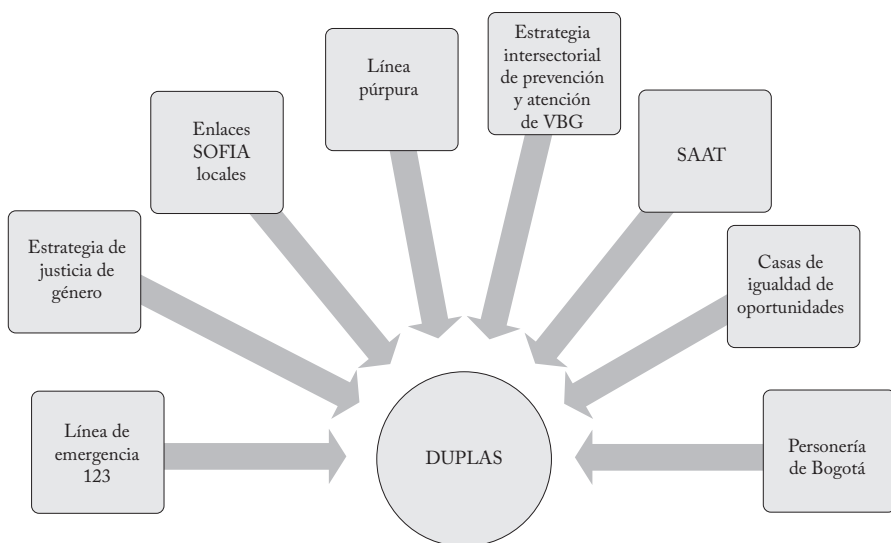 Línea de
emergencia
123
Estrategia de
justicia de
género
Enlaces
SOFIA
locales
Línea
púrpura
Estrategia
intersectorial
de prevención
y atención
de VBG
SAAT
Casas de
igualdad de
oportunidades
Personería
de Bogotá
DUPLAS